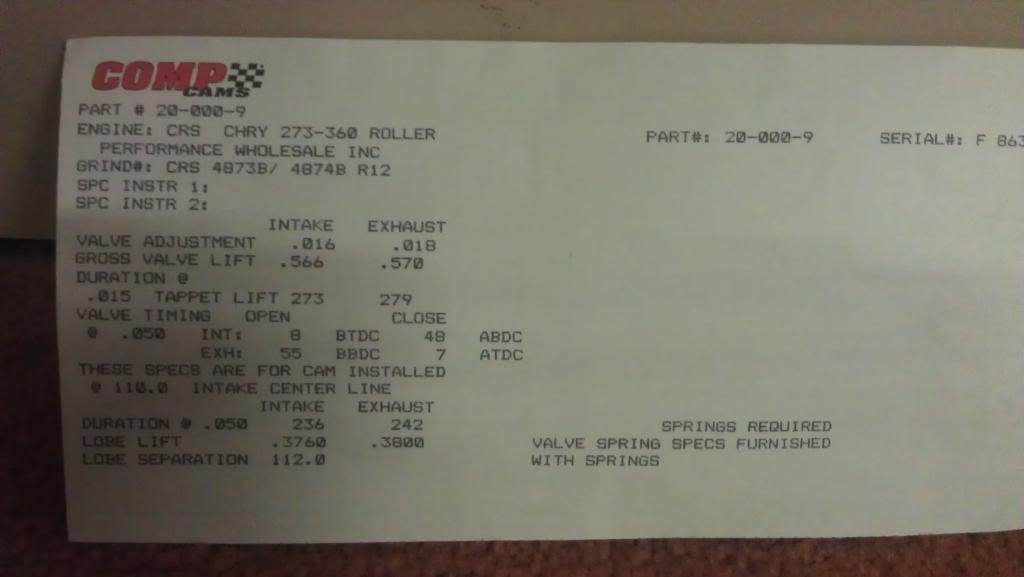 COMP
CAMS
PART # 20-000-9
ENGINE: CRS CHRY 273-360 ROLLER
PART#: 20-000-9 SERIAL#: F 863
PERFORMANCE WHOLESALE INC
GRIND#: CRS 4873B/ 4874B R12
SPC INSTR 1:
SPC INSTR 2:
INTAKE EXHAUST
VALVE ADJUSTMENT .016 .018
GROSS VALVE LIFT .566 .570
DURATION @
.015 TAPPET LIFT 273 279
VALVE TIMING OPEN CLOSE
@ .050 INT: 8 BTDC 48 ABDC
EXH: 55 BBDC 7 ATDC
THESE SPECS ARE FOR CAM INSTALLED
@ 110.0 INTAKE CENTER LINE
INTAKE EXHAUST
DURATION @ .050 236 242 SPRINGS REQUIRED
LOBE LIFT .3760 .3800 VALVE SPRING SPECS FURNISHED
LOBE SEPARATION 112.0 WITH SPRINGS